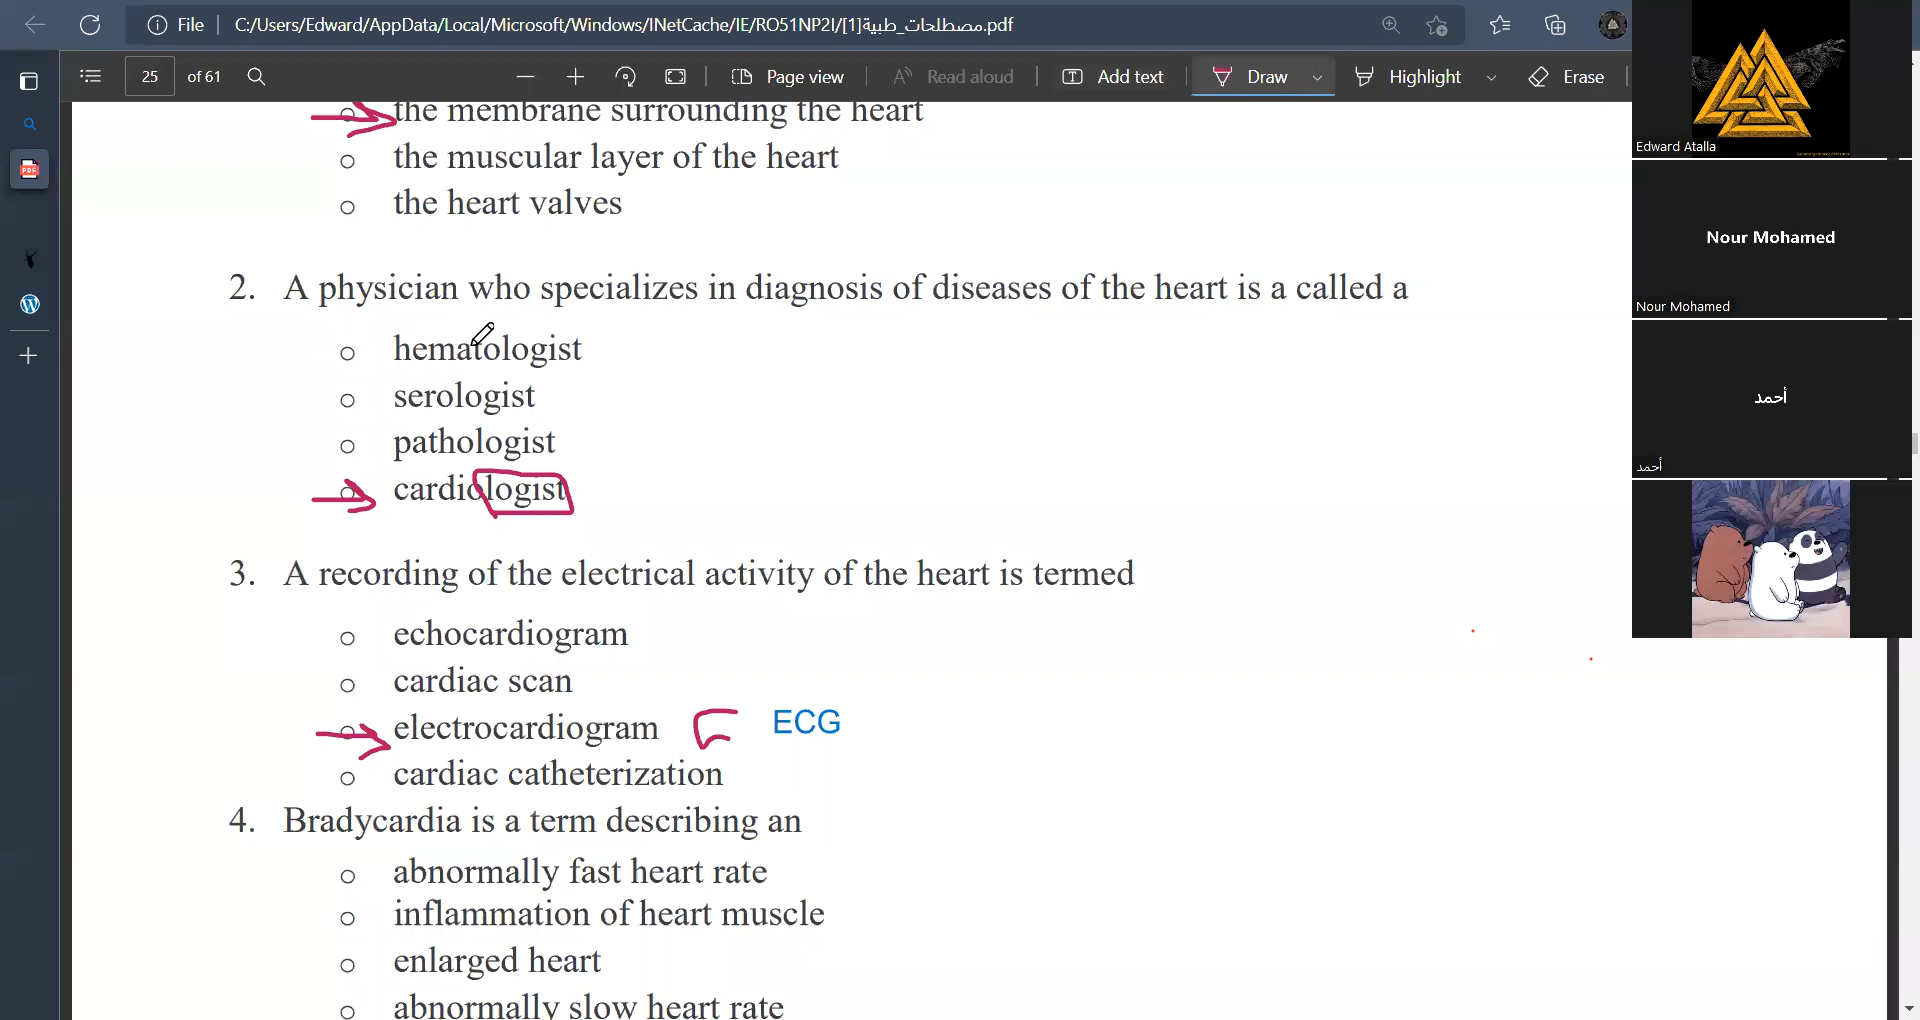 File C:/Users/Edward/AppData/Local/Microsoft/Windows/INetCache/IE/RO51NP2I/[1]مصطلحات_طبية.pdf
25 of 61 Page view Read aloud Add text Draw Highlight Erase
the membrane surrounding the heart
the muscular layer of the heart
the heart valves
2. A physician who specializes in diagnosis of diseases of the heart is a called a
hematologist
serologist
pathologist
cardiologist
3. A recording of the electrical activity of the heart is termed
echocardiogram
cardiac scan
electrocardiogram ECG
cardiac catheterization
4. Bradycardia is a term describing an
abnormally fast heart rate
inflammation of heart muscle
enlarged heart
abnormally slow heart rate
Edward Atalla
Nour Mohamed
Nour Mohamed
أحمد
أحمد